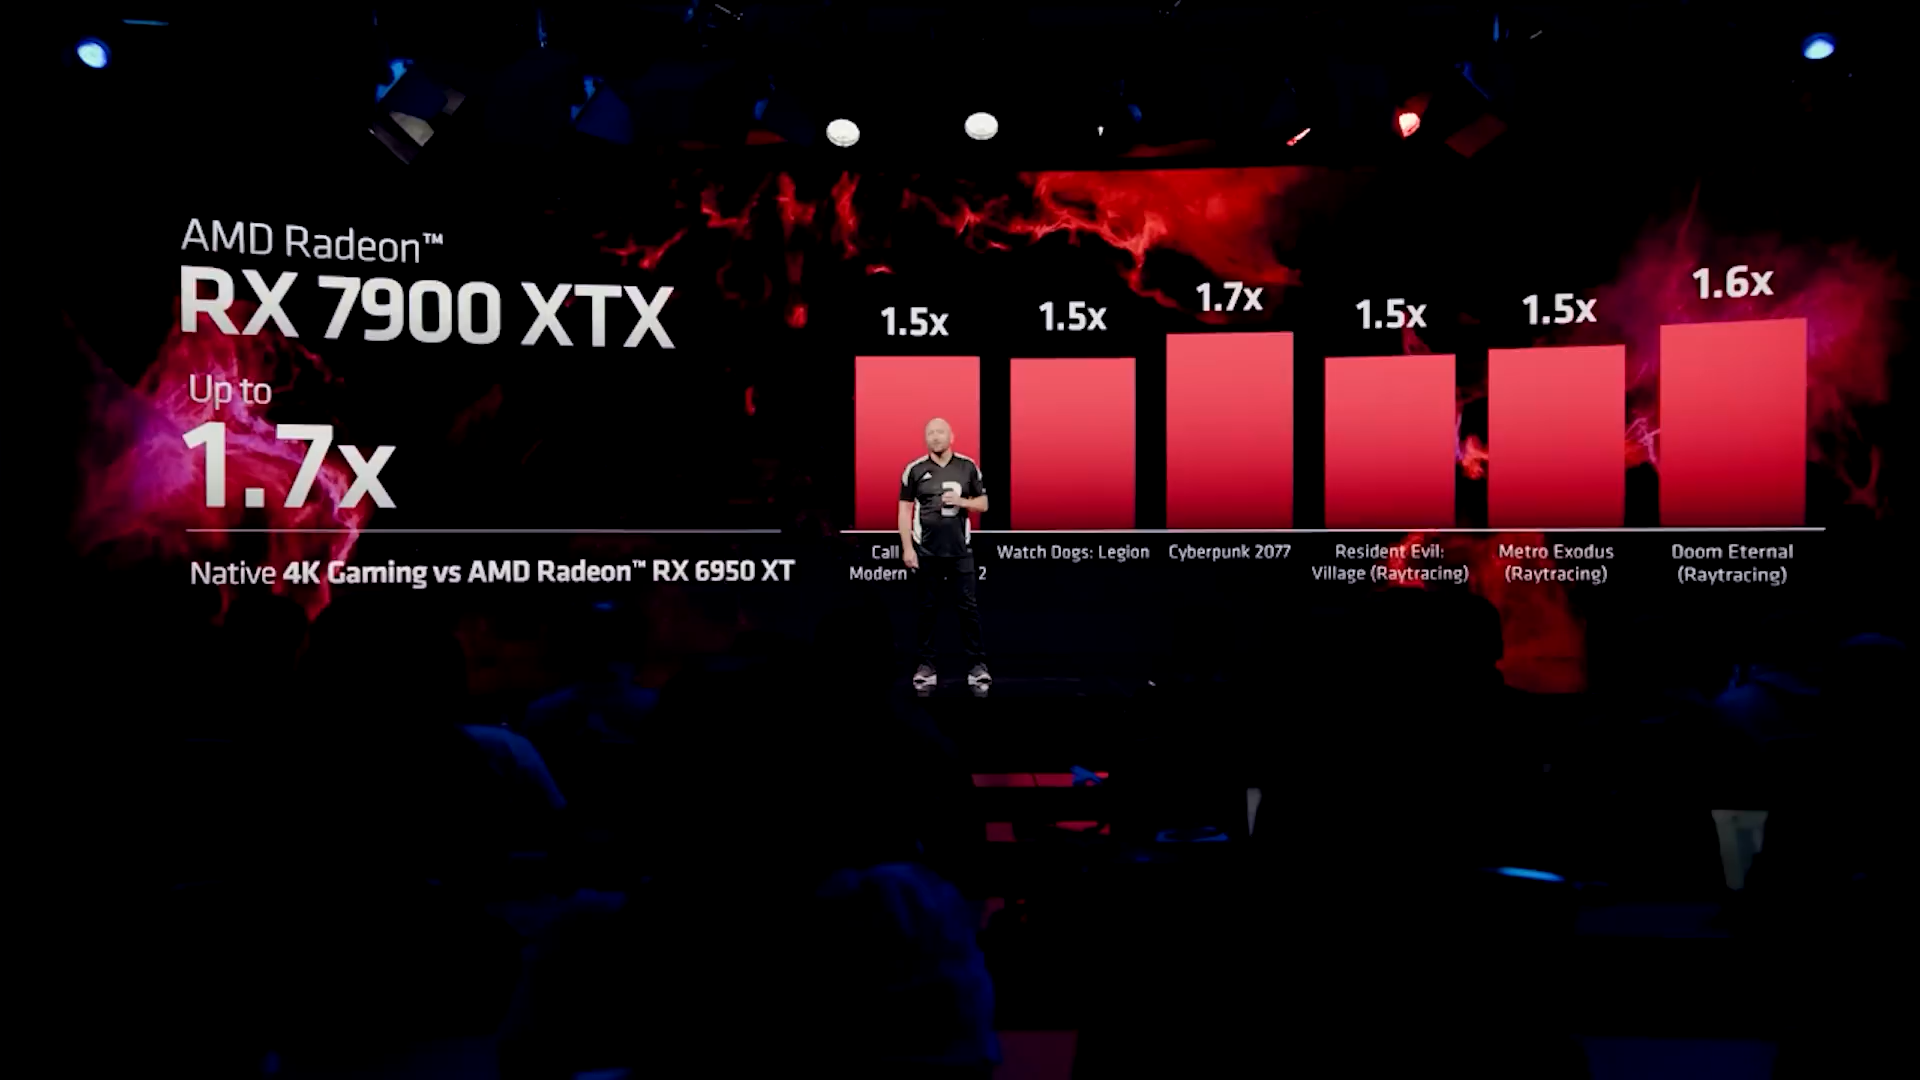 AMD Radeon™
RX 7900 XTX
Up to
1.7x
Native 4K Gaming vs AMD Radeon™ RX 6950 XT
1.5x
1.5x
1.7x
1.5x
1.5x
1.6x
Call
Modern 2
Watch Dogs: Legion
Cyberpunk 2077
Resident Evil:
Village (Raytracing)
Metro Exodus
(Raytracing)
Doom Eternal
(Raytracing)
3